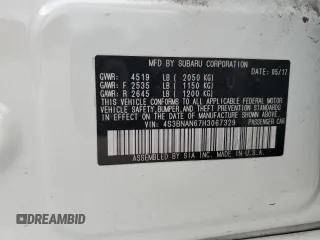 MFD BY SUBARU CORPORATION
GVWR: 4519 LB ( 2050 KG) DATE: 05/17
GAWR: F 2535 LB ( 1150 KG)
GAWR: R 2645 LB ( 1200 KG)
THIS VEHICLE CONFORMS TO ALL APPLICABLE FEDERAL MOTOR
VEHICLE SAFETY, BUMPER, AND THEFT PREVENTION STANDARDS
IN EFFECT ON THE DATE OF MANUFACTURE SHOWN ABOVE.
VIN: 4S3BNAN67H3067329 PASSENGER CAR
ASSEMBLED BY SIA INC. MADE IN U.S.A.
DREAMBID